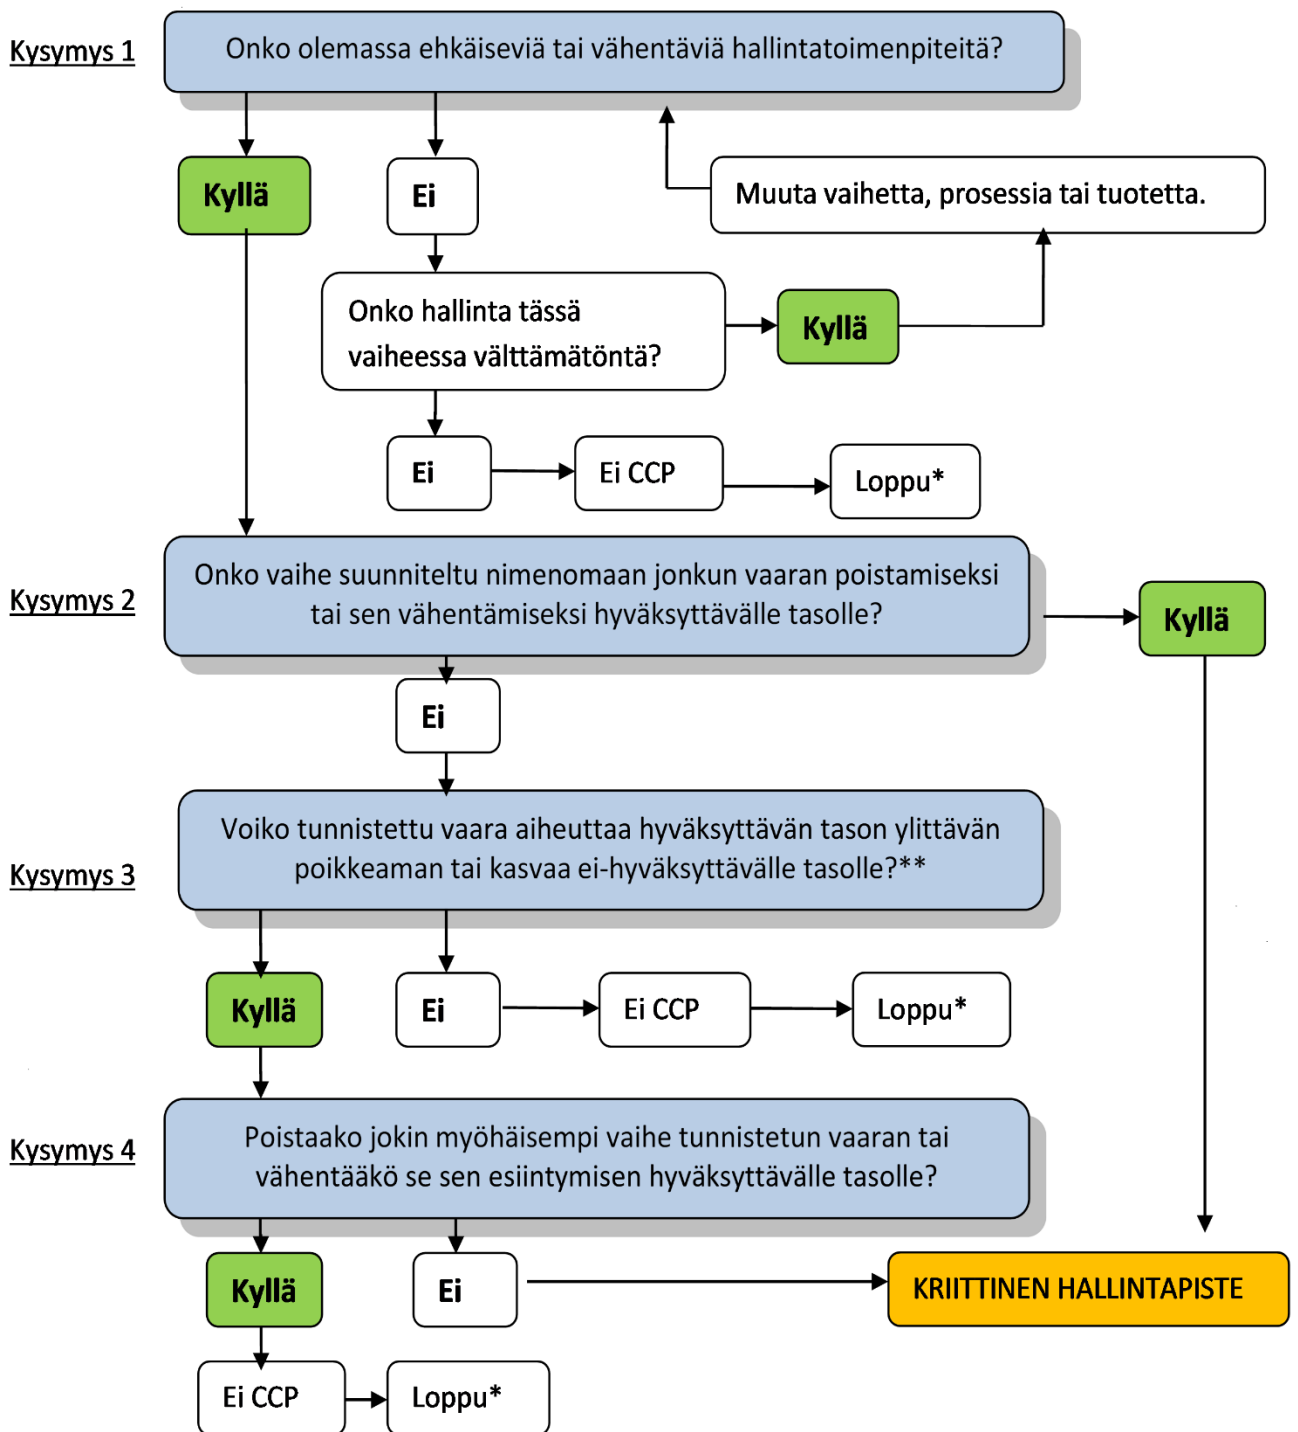 Kysymys 1
Onko olemassa ehkäiseviä tai vähentäviä hallintatoimenpiteitä?
Kyllä
Ei
Muuta vaihetta, prosessia tai tuotetta.
Onko hallinta tässä
vaiheessa välttämätöntä?
Kyllä
Ei
Ei CCP
Loppu*
Kysymys 2
Onko vaihe suunniteltu nimenomaan jonkun vaaran poistamiseksi
tai sen vähentämiseksi hyväksyttävälle tasolle?
Kyllä
Ei
Kysymys 3
Voiko tunnistettu vaara aiheuttaa hyväksyttävän tason ylittävän
poikkeaman tai kasvaa ei-hyväksyttävälle tasolle?**
Kyllä
Ei
Ei CCP
Loppu*
Kysymys 4
Poistaako jokin myöhäisempi vaihe tunnistetun vaaran tai
vähentääkö se sen esiintymisen hyväksyttävälle tasolle?
Kyllä
Ei
KRIITTINEN HALLINTAPISTE
Ei CCP
Loppu*